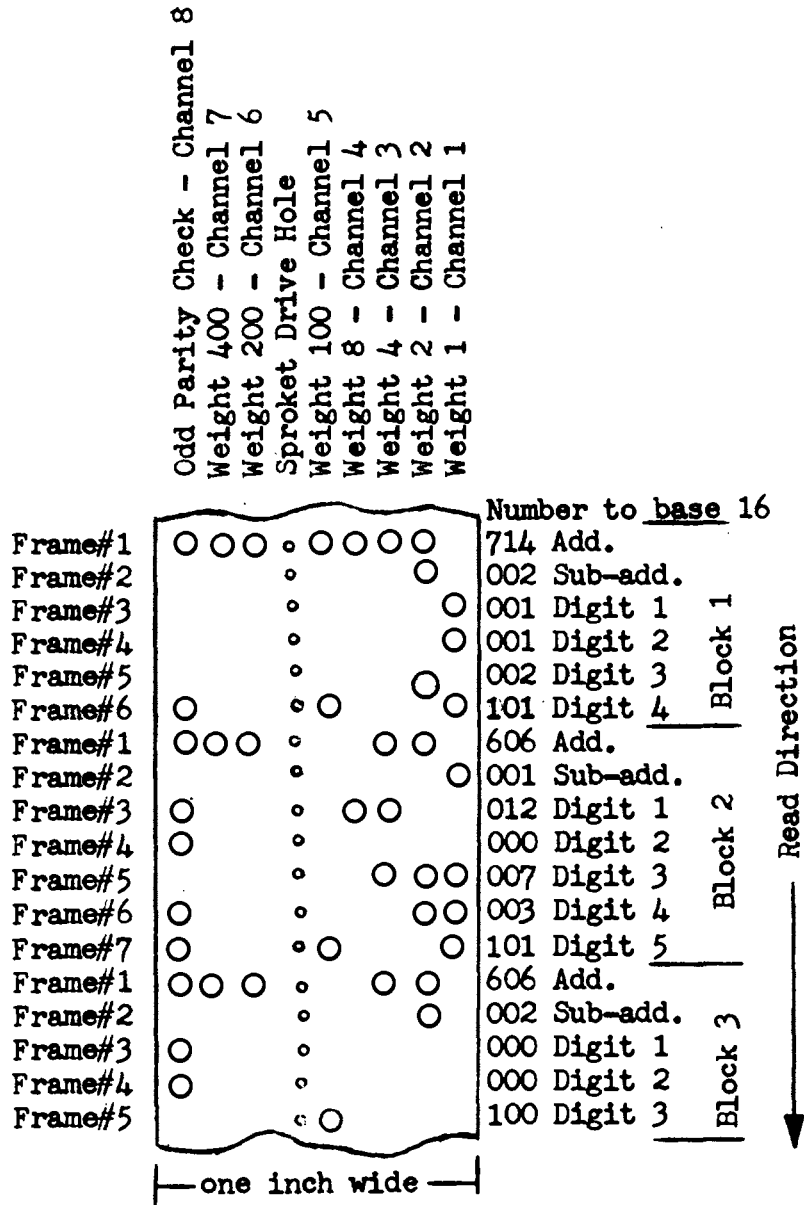 Odd Parity Check - Channel 8
Weight 400 - Channel 7
Weight 200 - Channel 6
Sproket Drive Hole
Weight 100 - Channel 5
Weight 8 - Channel 4
Weight 4 - Channel 3
Weight 2 - Channel 2
Weight 1 - Channel 1
Number to base 16
Frame#1 714 Add.
Frame#2 002 Sub-add.
Frame#3 001 Digit 1
Frame#4 001 Digit 2
Frame#5 002 Digit 3
Frame#6 101 Digit 4
Block 1
Frame#1 606 Add.
Frame#2 001 Sub-add.
Frame#3 012 Digit 1
Frame#4 000 Digit 2
Frame#5 007 Digit 3
Frame#6 003 Digit 4
Frame#7 101 Digit 5
Block 2
Frame#1 606 Add.
Frame#2 002 Sub-add.
Frame#3 000 Digit 1
Frame#4 000 Digit 2
Frame#5 100 Digit 3
Block 3
Read Direction
one inch wide